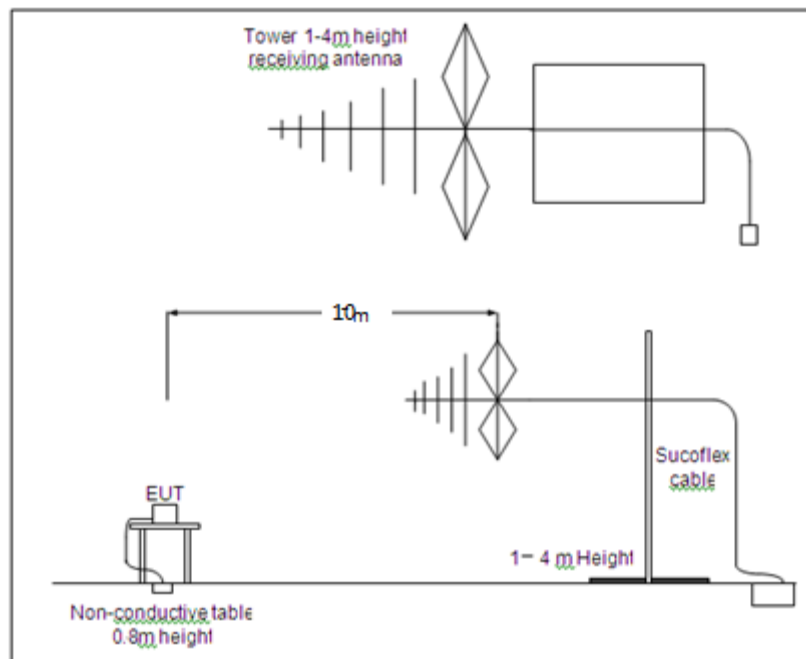 Tower 1-4m height
receiving antenna
10m
EUT
Sucoflex
cable
1– 4 m Height
Non-conductive table
0.8m height